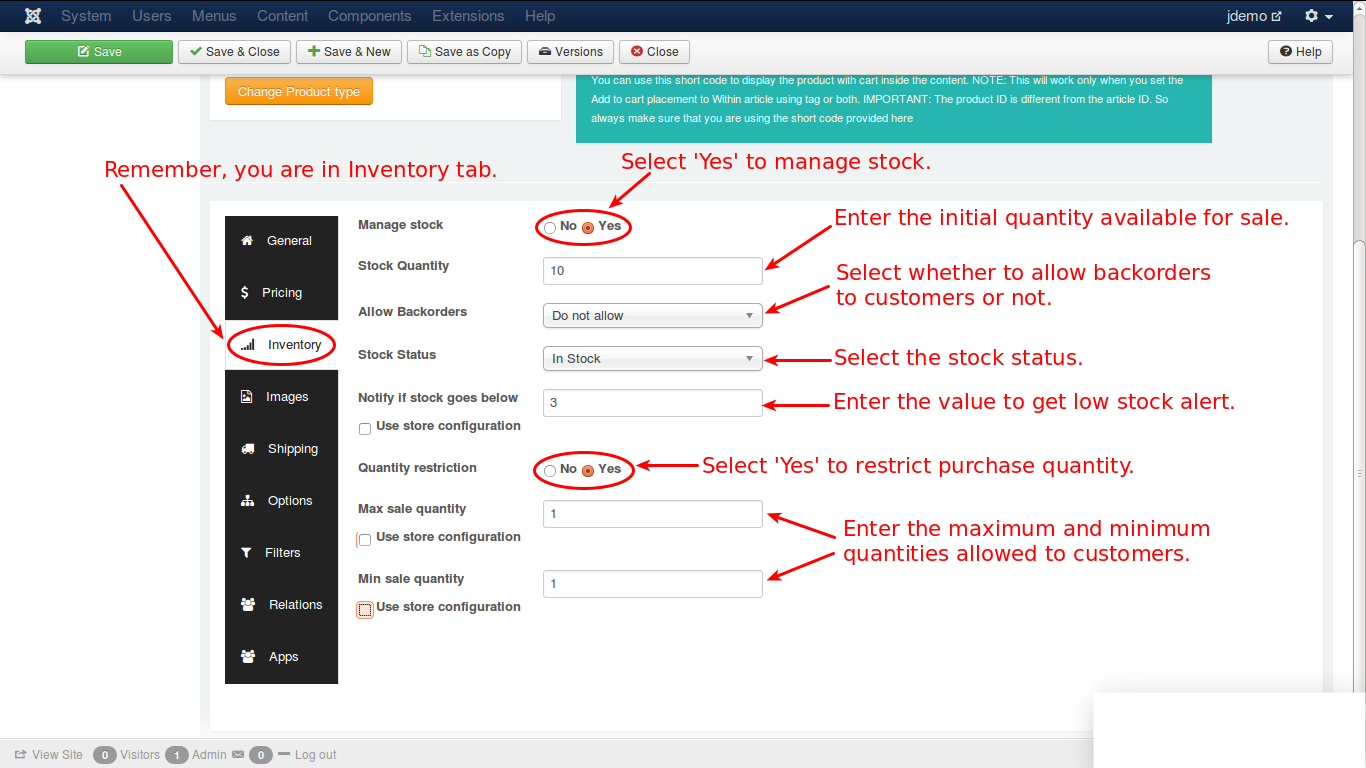 System Users Menus Content Components Extensions Help jdemo
Save Save & Close Save & New Save as Copy Versions Close Help
Change Product type
You can use this short code to display the product with cart inside the content. NOTE: This will work only when you set the
Add to cart placement to Within article using tag or both. IMPORTANT: The product ID is different from the article ID. So
always make sure that you are using the short code provided here
Remember, you are in Inventory tab.
Select 'Yes' to manage stock.
General
Pricing
Inventory
Images
Shipping
Options
Filters
Relations
Apps
Manage stock No Yes
Enter the initial quantity available for sale.
Stock Quantity 10
Select whether to allow backorders
to customers or not.
Allow Backorders Do not allow
Stock Status In Stock
Select the stock status.
Notify if stock goes below 3
Enter the value to get low stock alert.
Use store configuration
Quantity restriction No Yes
Select 'Yes' to restrict purchase quantity.
Max sale quantity 1
Use store configuration
Enter the maximum and minimum
quantities allowed to customers.
Min sale quantity 1
Use store configuration
View Site 0 Visitors 1 Admin 0 Log out